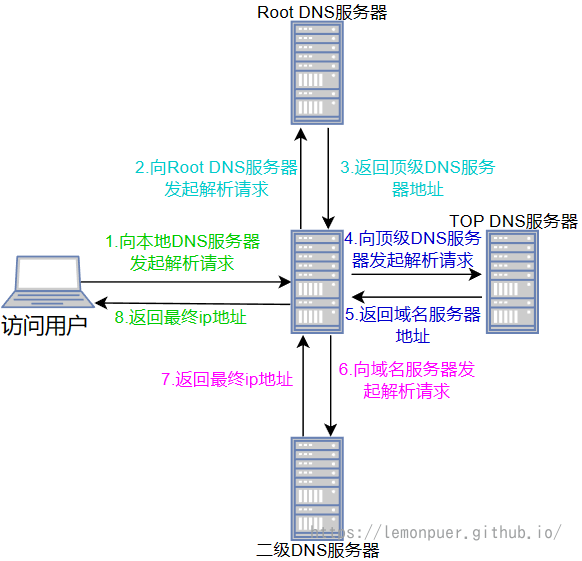 Root DNS服务器
2.向Root DNS服务器
发起解析请求
3.返回顶级DNS服务
器地址
TOP DNS服务器
1.向本地DNS服务器
发起解析请求
4.向顶级DNS服务
器发起解析请求
访问用户
8.返回最终ip地址
5.返回域名服务器
地址
7.返回最终ip地址
6.向域名服务器发
起解析请求
https://lemonpuer.github.io/
二级DNS服务器